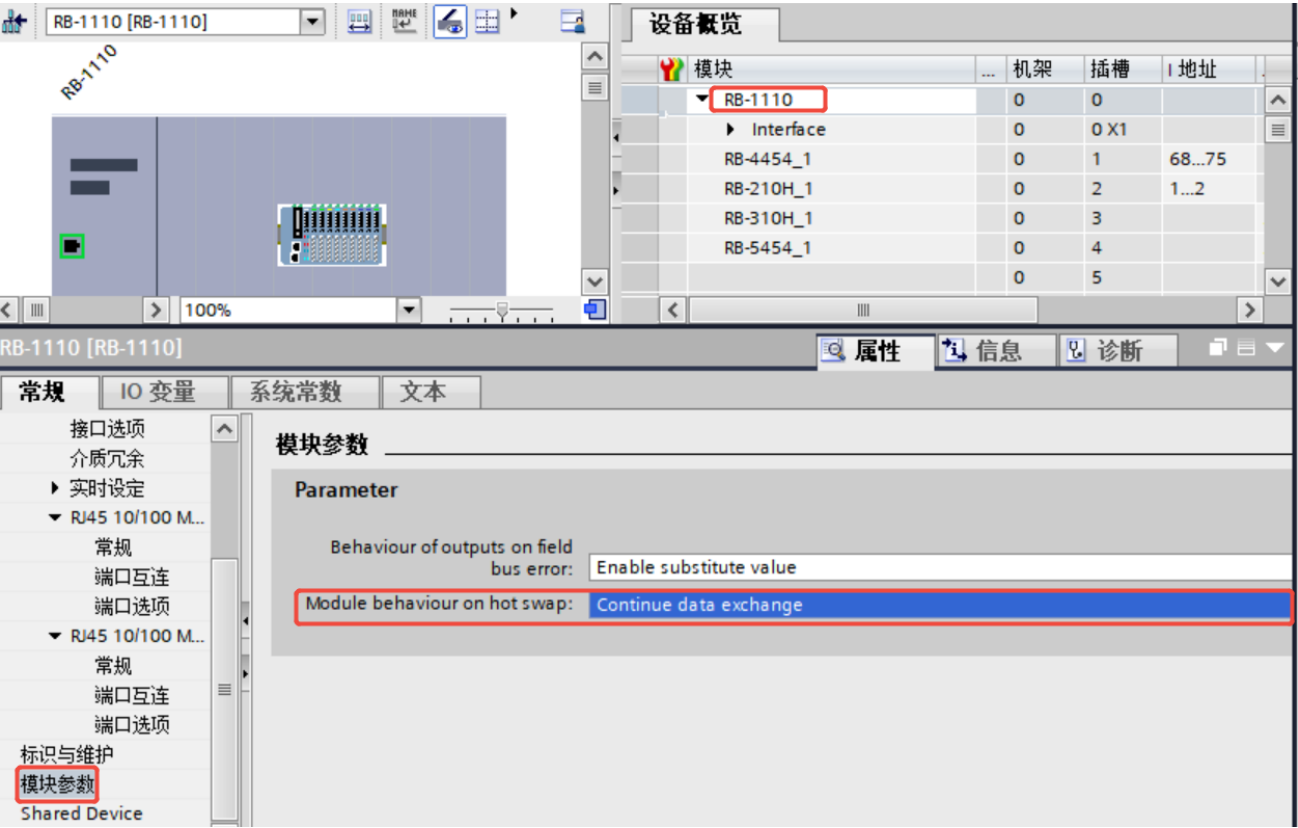 RB-1110 [RB-1110]
NAME
RB-1110
100%
设备概览
模块 ... 机架 插槽 I 地址
RB-1110 0 0
Interface 0 0 X1
RB-4454_1 0 1 68...75
RB-210H_1 0 2 1...2
RB-310H_1 0 3
RB-5454_1 0 4
0 5
RB-1110 [RB-1110]
属性 信息 诊断
常规 IO 变量 系统常数 文本
接口选项
介质冗余
实时设定
RJ45 10/100 M...
常规
端口互连
端口选项
RJ45 10/100 M...
常规
端口互连
端口选项
标识与维护
模块参数
Shared Device
模块参数
Parameter
Behaviour of outputs on field
bus error: Enable substitute value
Module behaviour on hot swap: Continue data exchange